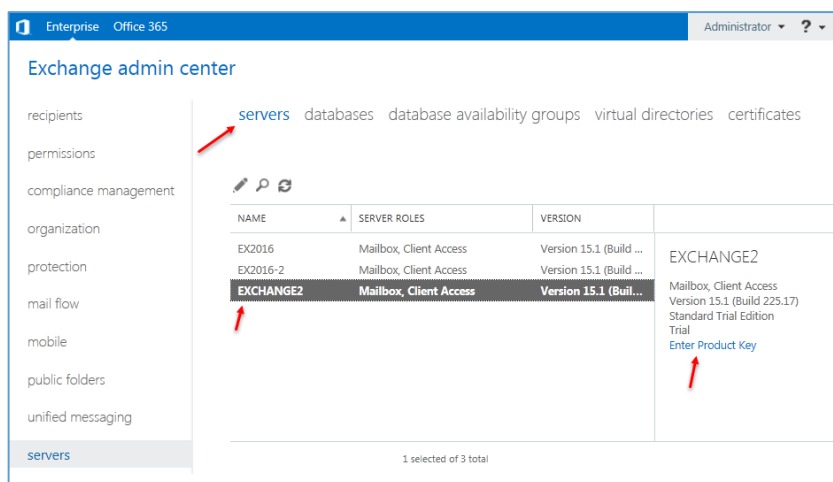 Enterprise Office 365 Administrator ?
Exchange admin center
recipients
permissions
compliance management
organization
protection
mail flow
mobile
public folders
unified messaging
servers
servers databases database availability groups virtual directories certificates
NAME SERVER ROLES VERSION
EX2016 Mailbox, Client Access Version 15.1 (Build ...
EX2016-2 Mailbox, Client Access Version 15.1 (Build ...
EXCHANGE2 Mailbox, Client Access Version 15.1 (Buil...
EXCHANGE2
Mailbox, Client Access
Version 15.1 (Build 225.17)
Standard Trial Edition
Trial
Enter Product Key
1 selected of 3 total